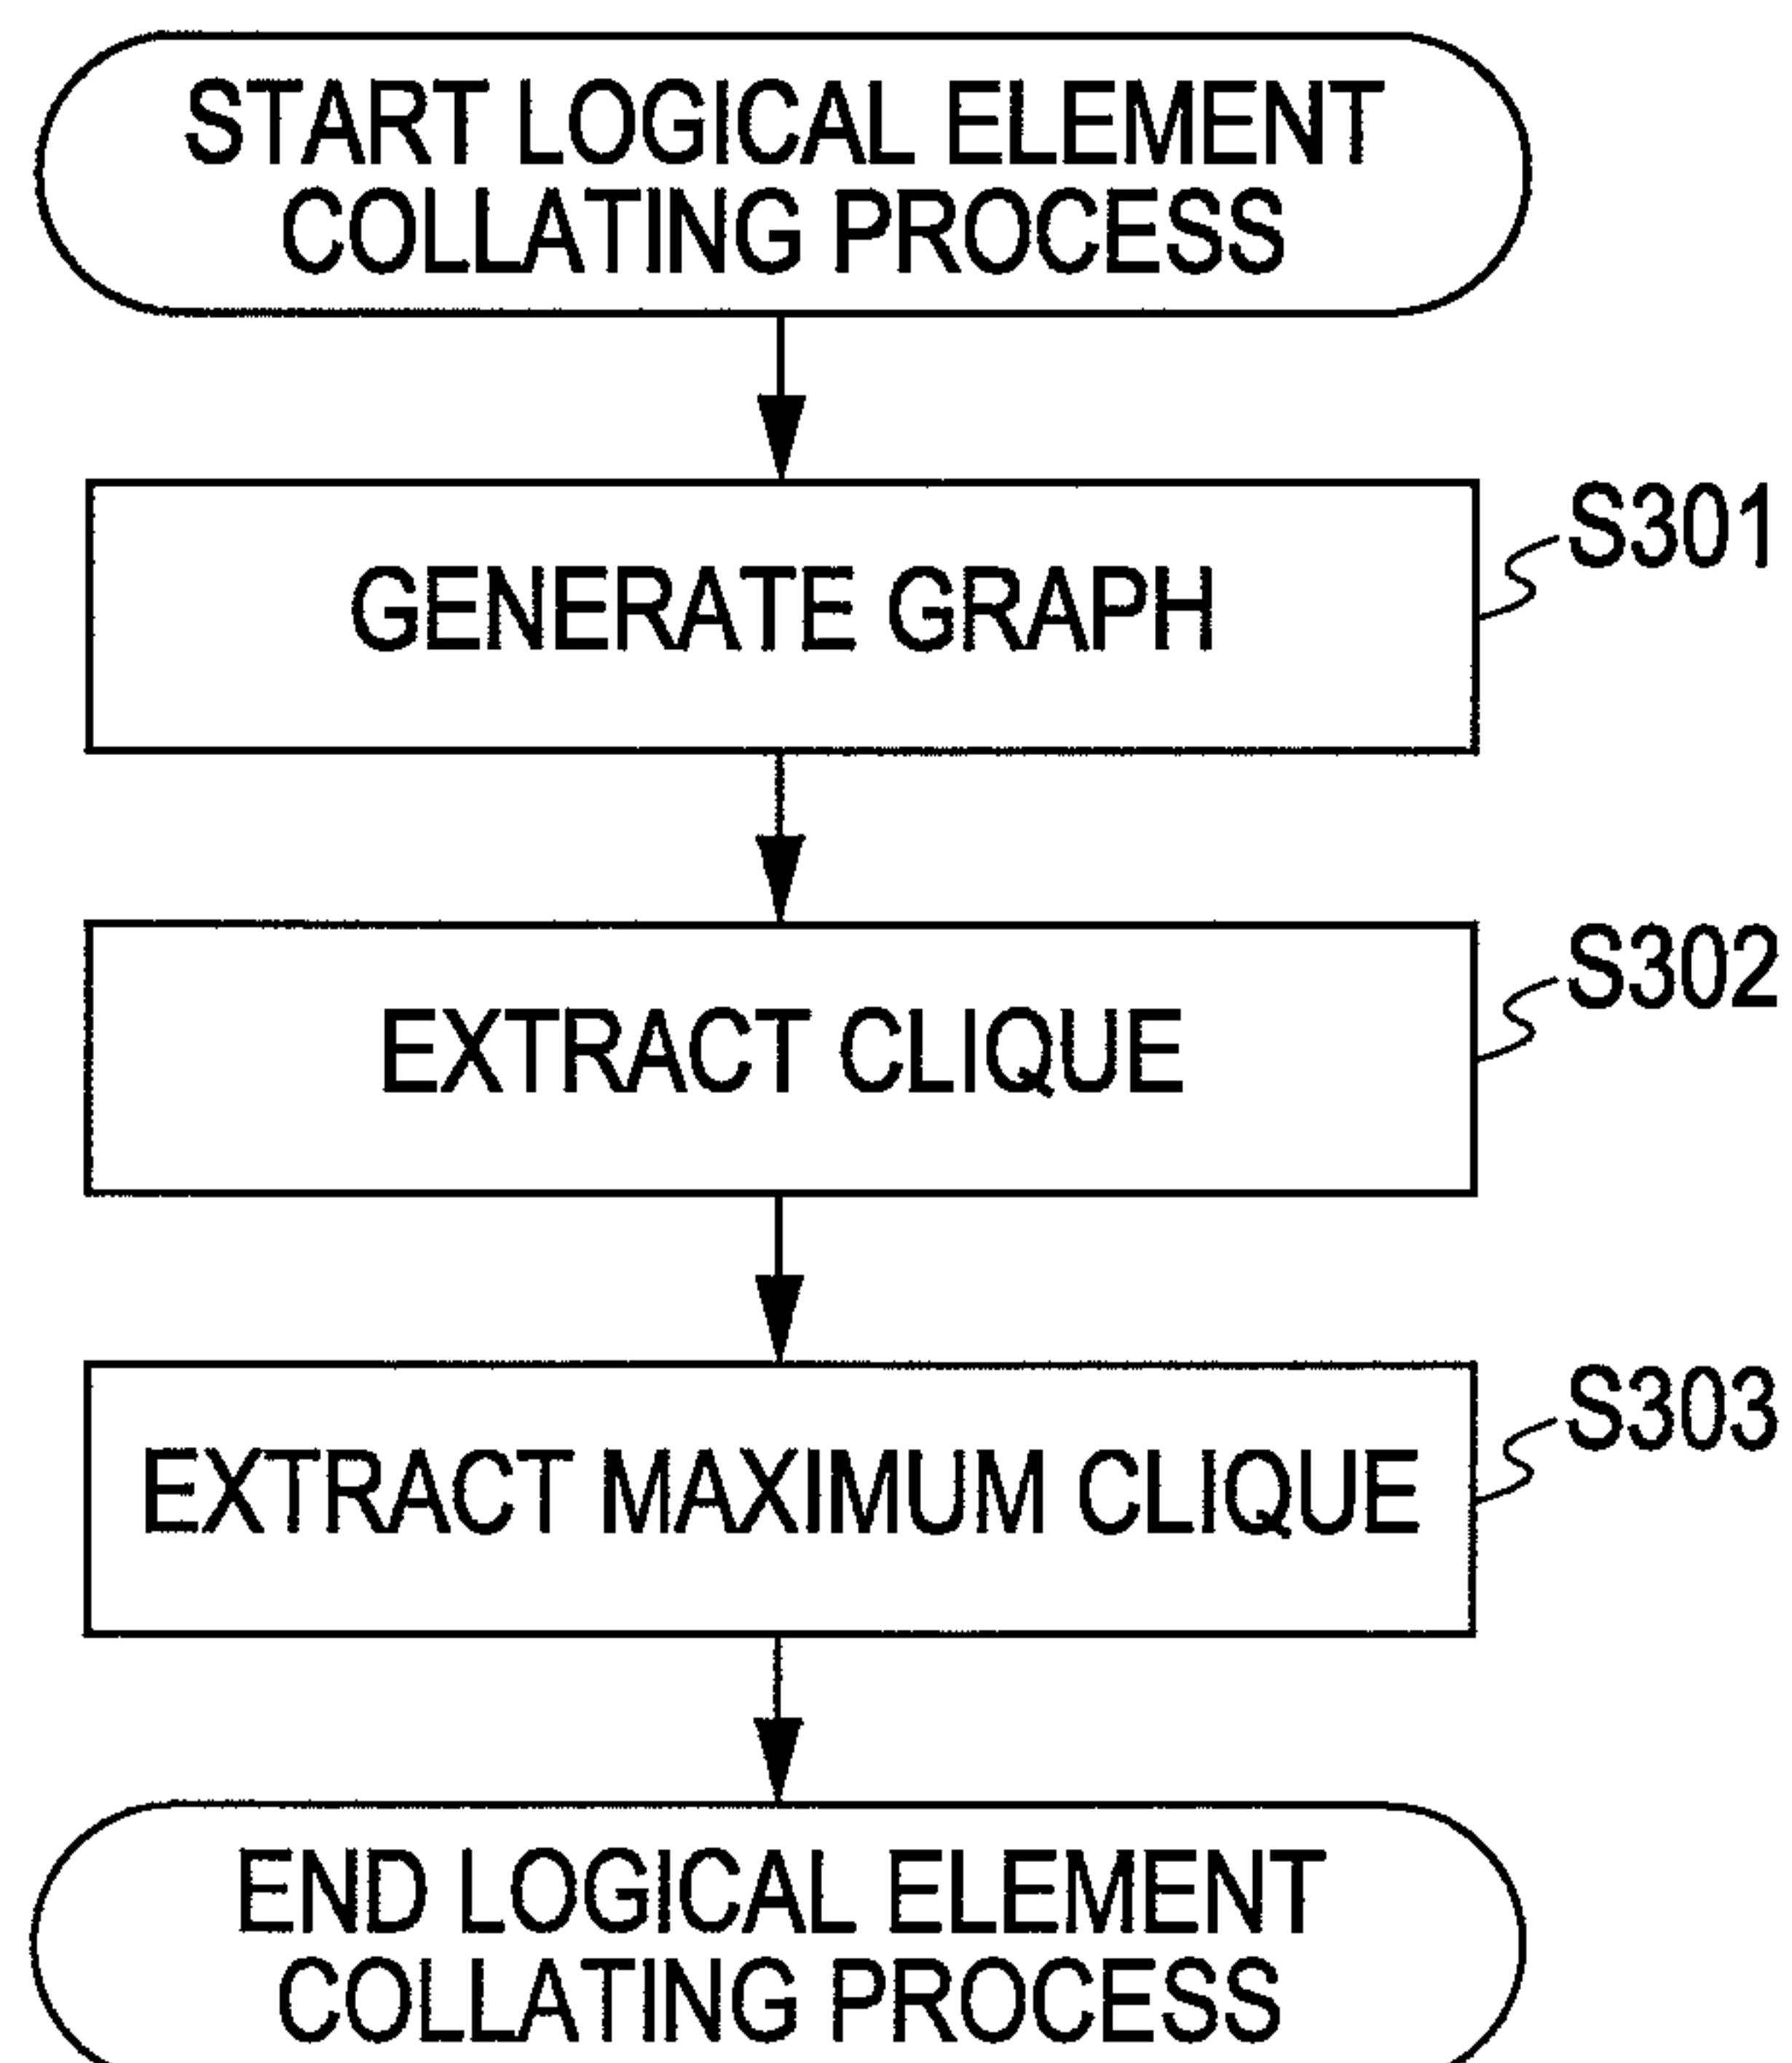 START LOGICAL ELEMENT
COLLATING PROCESS
S301
GENERATE GRAPH
S302
EXTRACT CLIQUE
S303
EXTRACT MAXIMUM CLIQUE
END LOGICAL ELEMENT
COLLATING PROCESS